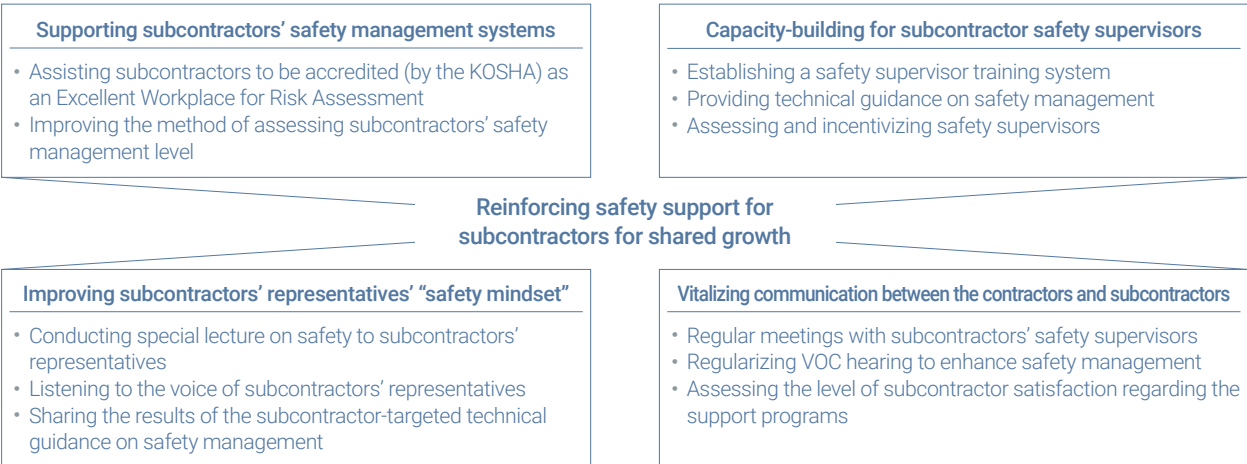 Supporting subcontractors’ safety management systems
• Assisting subcontractors to be accredited (by the KOSHA) as
an Excellent Workplace for Risk Assessment
• Improving the method of assessing subcontractors’ safety
management level
Capacity-building for subcontractor safety supervisors
• Establishing a safety supervisor training system
• Providing technical guidance on safety management
• Assessing and incentivizing safety supervisors
Reinforcing safety support for
subcontractors for shared growth
Improving subcontractors’ representatives’ “safety mindset”
• Conducting special lecture on safety to subcontractors’
representatives
• Listening to the voice of subcontractors’ representatives
• Sharing the results of the subcontractor-targeted technical
guidance on safety management
Vitalizing communication between the contractors and subcontractors
• Regular meetings with subcontractors’ safety supervisors
• Regularizing VOC hearing to enhance safety management
• Assessing the level of subcontractor satisfaction regarding the
support programs